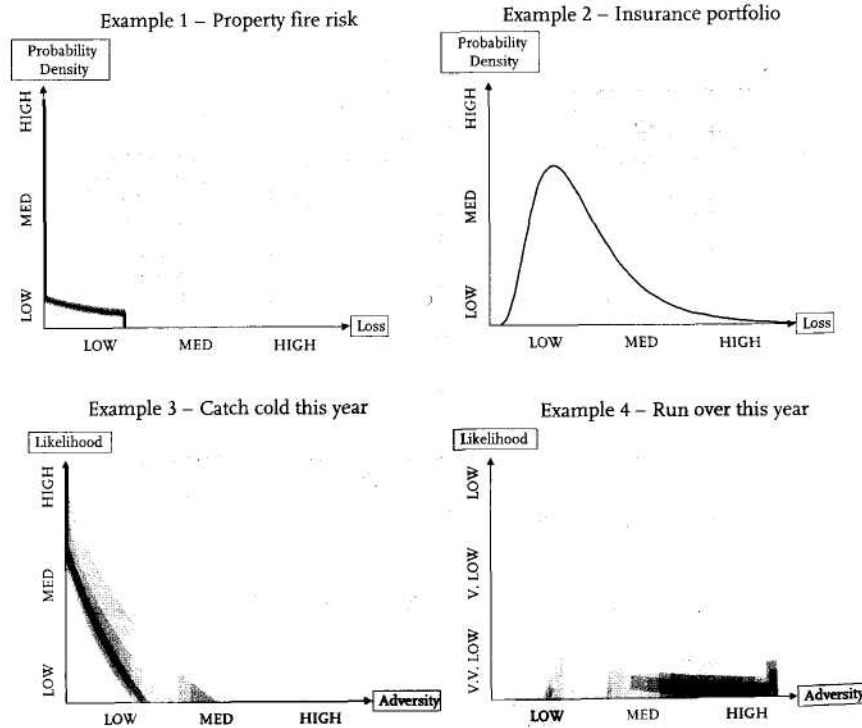 Example 1 – Property fire risk
Probability
Density
HIGH
MED
LOW
Loss
LOW MED HIGH
Example 2 – Insurance portfolio
Probability
Density
HIGH
MED
LOW
Loss
LOW MED HIGH
Example 3 – Catch cold this year
Likelihood
HIGH
MED
LOW
Adversity
LOW MED HIGH
Example 4 – Run over this year
Likelihood
LOW
V. LOW
V.V. LOW
Adversity
LOW MED HIGH